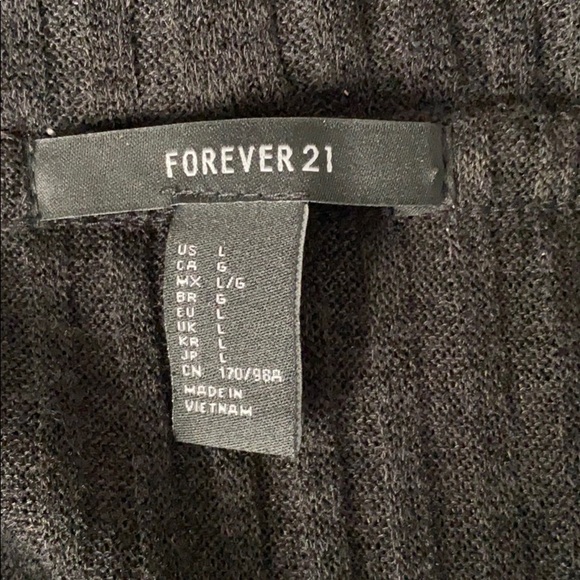 FOREVER 21
US L
CA G
MX L/G
BR G
EU L
UK L
KR L
JP L
CN 170/98A
MADE IN
VIETNAM